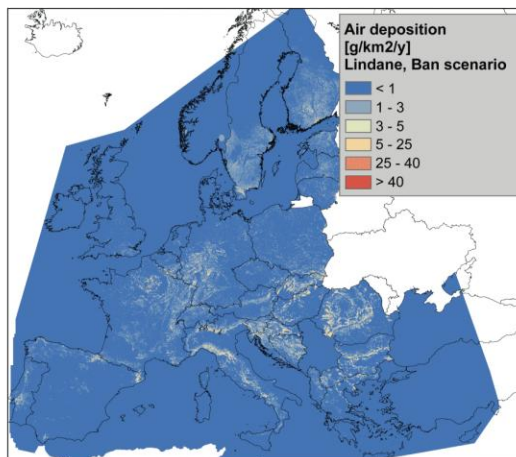 Air deposition
[g/km2/y]
Lindane, Ban scenario
< 1
1 - 3
3 - 5
5 - 25
25 - 40
> 40